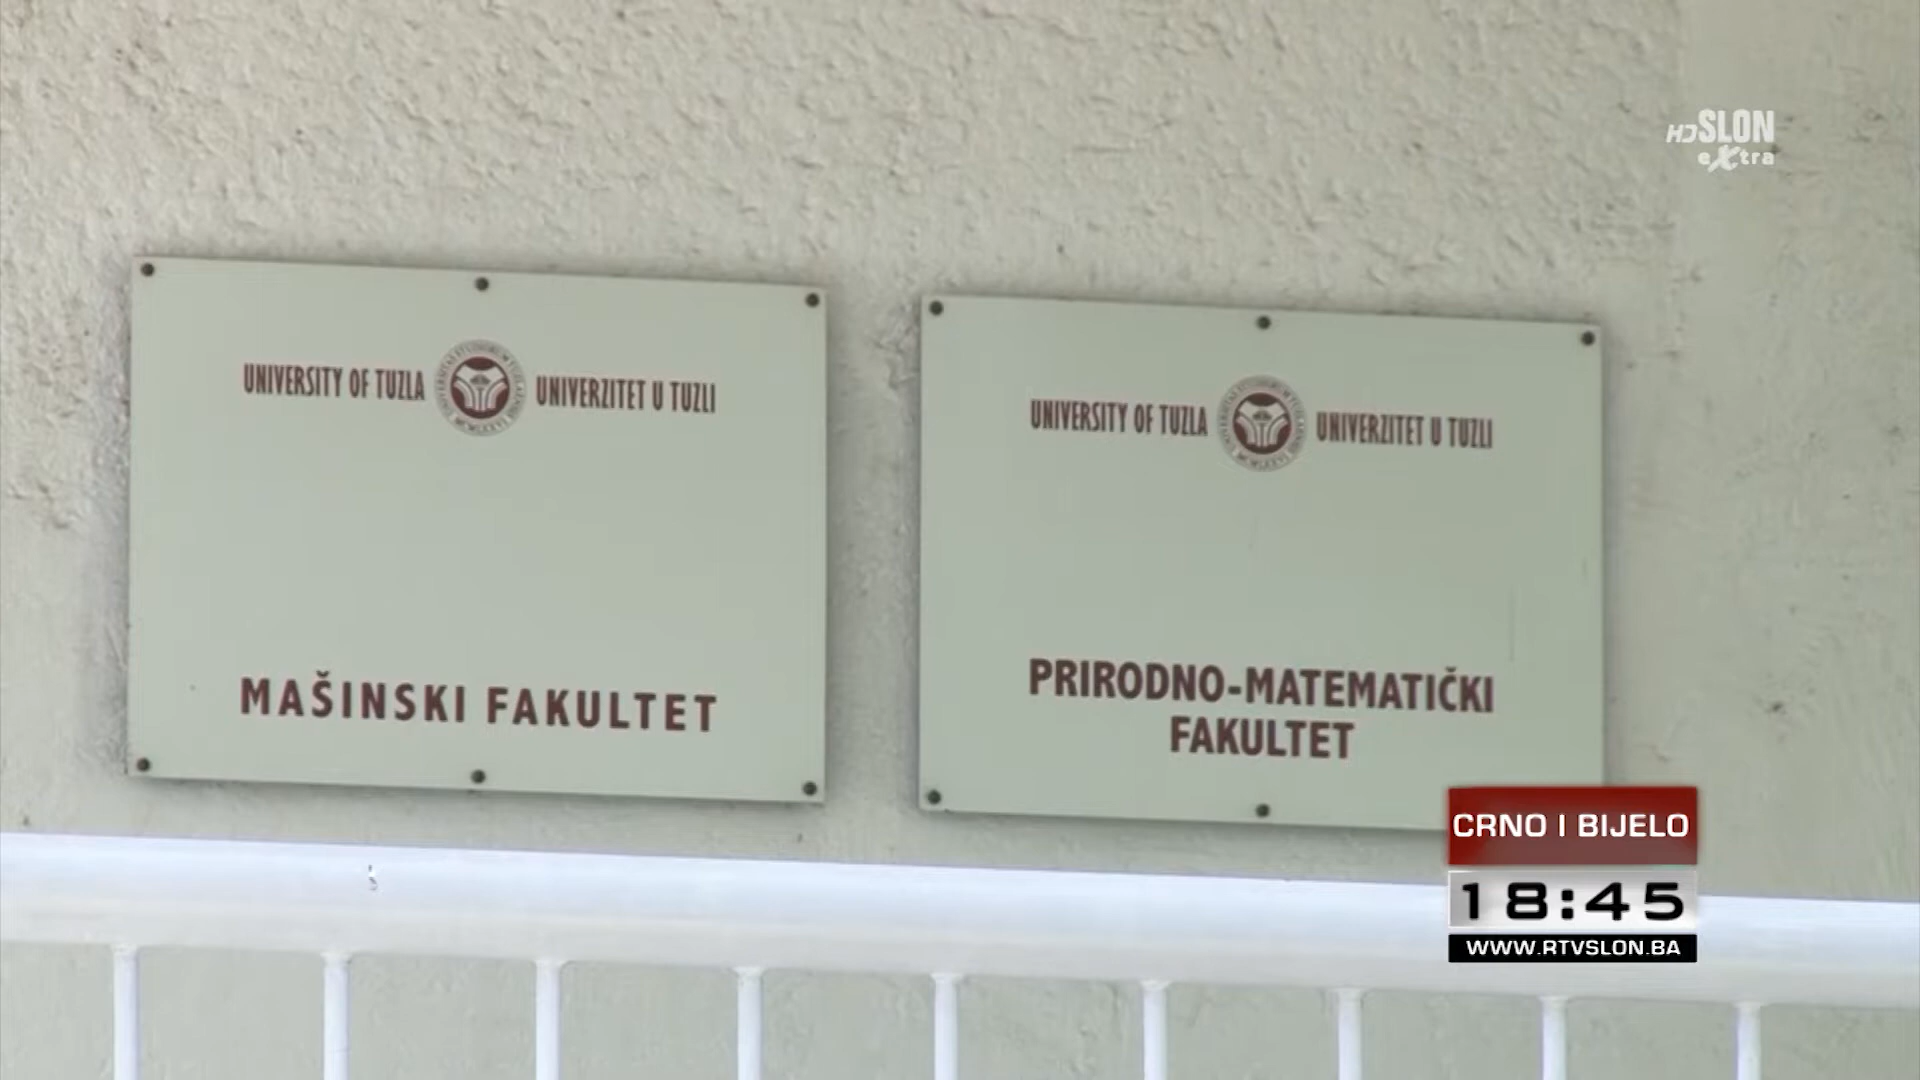 HD SLON
extra
UNIVERSITY OF TUZLA UNIVERZITET U TUZLI
MAŠINSKI FAKULTET
UNIVERSITY OF TUZLA UNIVERZITET U TUZLI
PRIRODNO-MATEMATIČKI
FAKULTET
CRNO I BIJELO
18:45
WWW.RTVSLON.BA